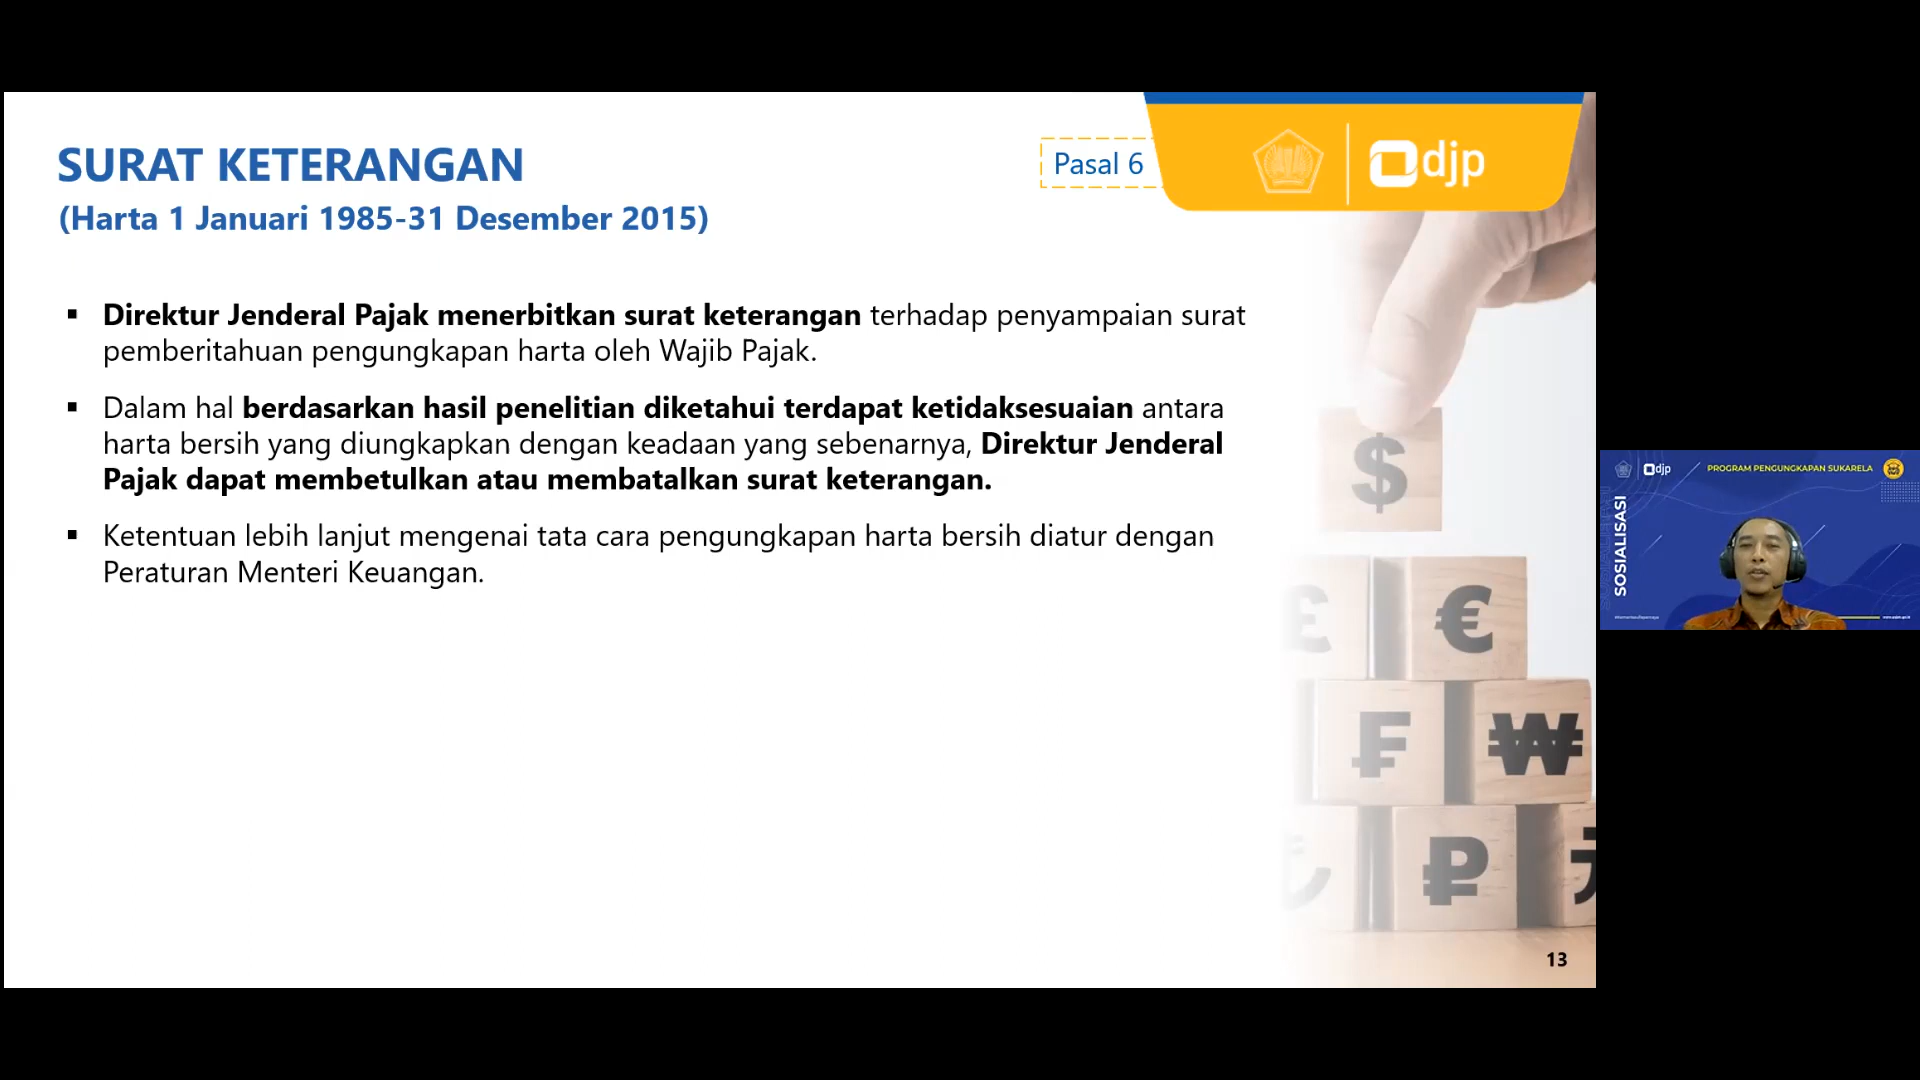 SURAT KETERANGAN
(Harta 1 Januari 1985-31 Desember 2015)
Pasal 6
djp
▪ Direktur Jenderal Pajak menerbitkan surat keterangan terhadap penyampaian surat
pemberitahuan pengungkapan harta oleh Wajib Pajak.
▪ Dalam hal berdasarkan hasil penelitian diketahui terdapat ketidaksesuaian antara
harta bersih yang diungkapkan dengan keadaan yang sebenarnya, Direktur Jenderal
Pajak dapat membetulkan atau membatalkan surat keterangan.
▪ Ketentuan lebih lanjut mengenai tata cara pengungkapan harta bersih diatur dengan
Peraturan Menteri Keuangan.
$
£ €
₣ ₩
₽
13
djp
PROGRAM PENGUNGKAPAN SUKARELA
SOSIALISASI